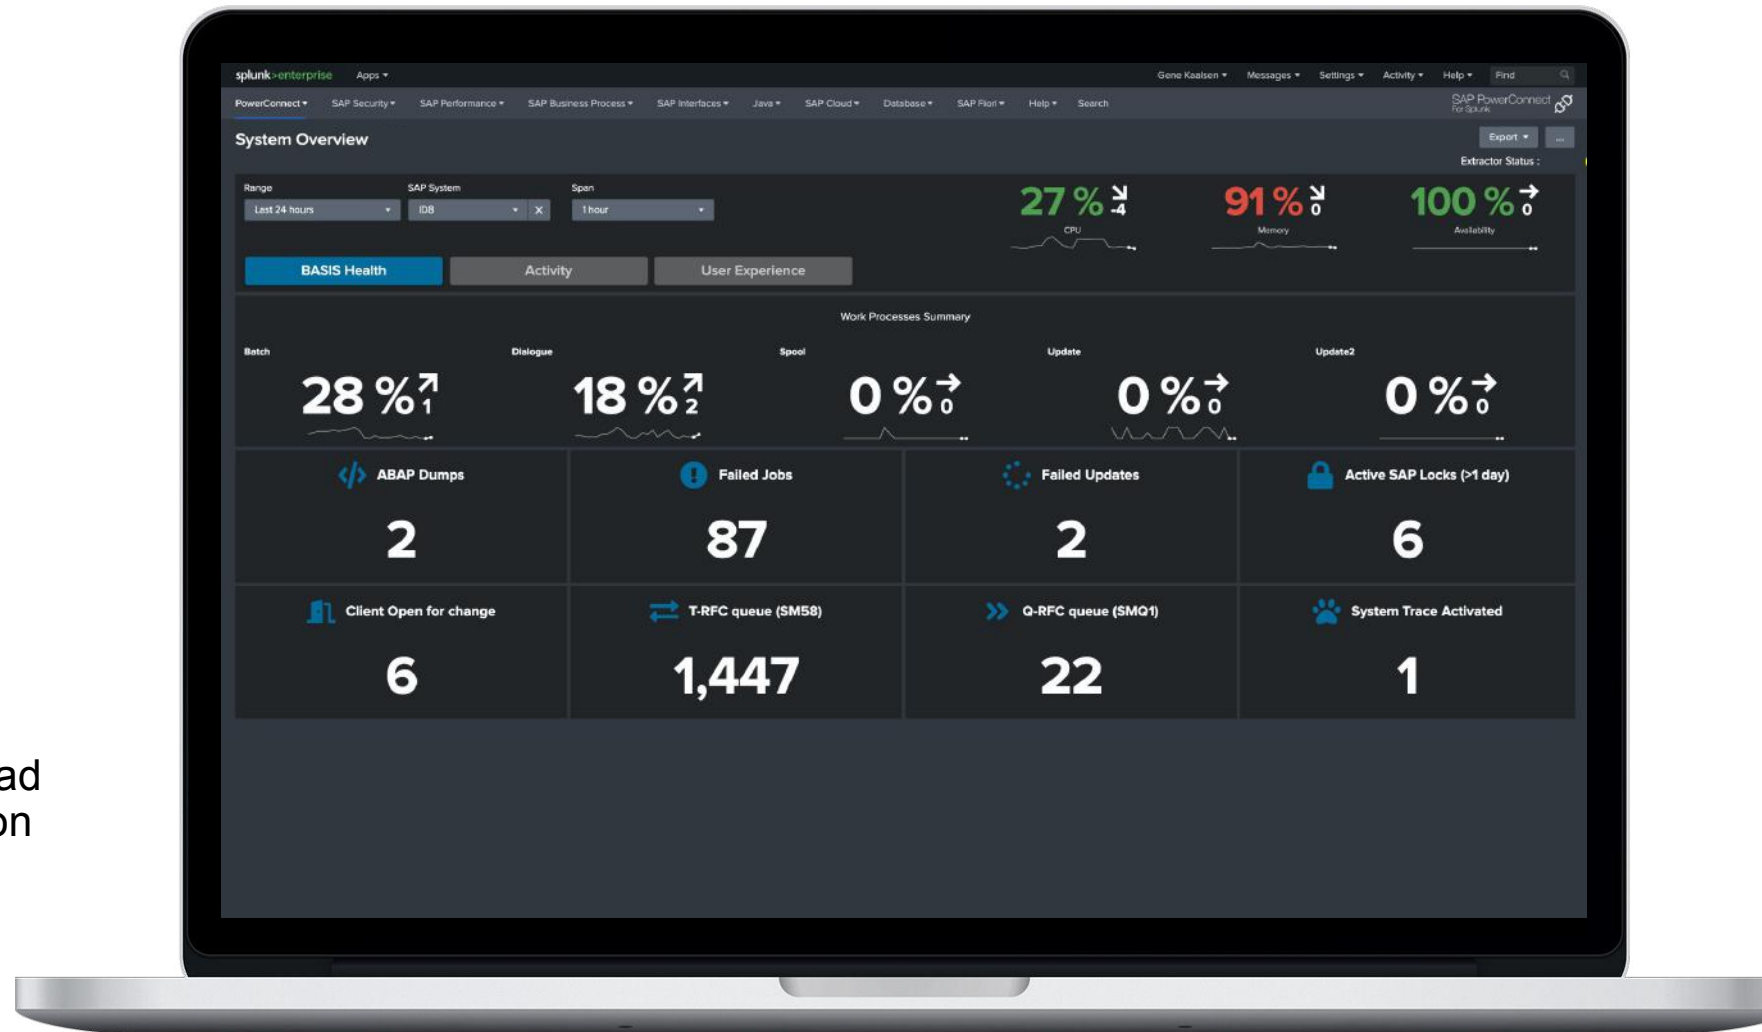 splunk>enterprise Apps Gene Kaalsen Messages Settings Activity Help Find
PowerConnect SAP Security SAP Performance SAP Business Process SAP Interfaces Java SAP Cloud Database SAP Fiori Help Search SAP PowerConnect
For Splunk
System Overview Export ...
Extractor Status :
Range SAP System Span
Last 24 hours IDB X 1 hour
27 % -4 91 % 0 100 % 0
CPU Memory Availability
BASIS Health Activity User Experience
Work Processes Summary
Batch Dialogue Spool Update Update2
28 % 1 18 % 2 0 % 0 0 % 0 0 % 0
ABAP Dumps Failed Jobs Failed Updates Active SAP Locks (>1 day)
2 87 2 6
Client Open for change T-RFC queue (SM58) Q-RFC queue (SMQ1) System Trace Activated
6 1,447 22 1
ad
on